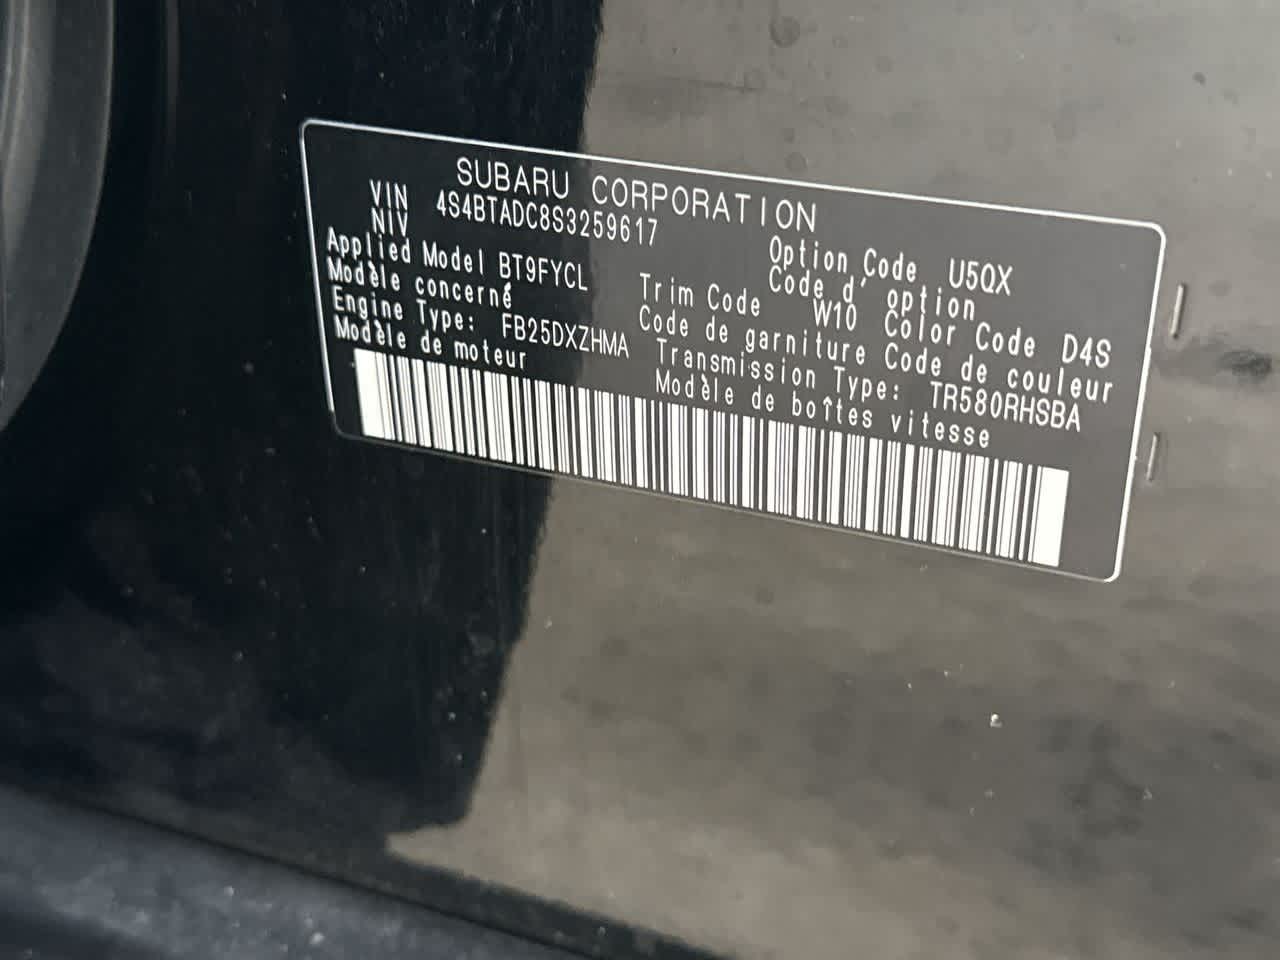 SUBARU CORPORATION
VIN 4S4BTADC8S3259617
NIV
Option Code U5QX
Code d' option
Applied Model BT9FYCL
Modèle concerné
Trim Code W10 Color Code D4S
Code de garniture Code de couleur
Engine Type: FB25DXZHMA
Modèle de moteur
Transmission Type: TR580RHSBA
Modèle de boîtes vitesse